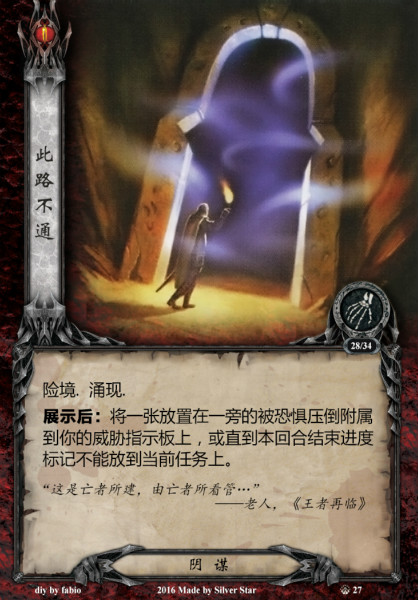 此路不通
28/34
险境. 涌现.
展示后：将一张放置在一旁的被恐惧压倒附属
到你的威胁指示板上，或直到本回合结束进度
标记不能放到当前任务上。
“这是亡者所建，由亡者所看管…”
——老人，《王者再临》
阴谋
diy by fabio
2016 Made by Silver Star
27